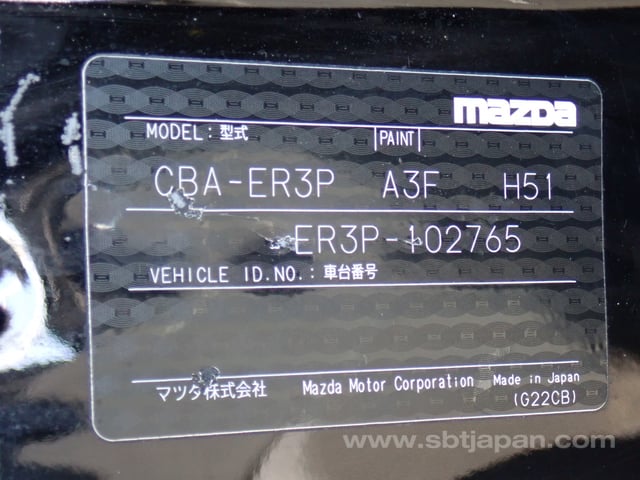 mazda
MODEL: 型式 PAINT
CBA-ER3P A3F H51
ER3P-102765
VEHICLE ID.NO.: 車台番号
マツダ株式会社 Mazda Motor Corporation Made in Japan
(G22CB)
www.sbtjapan.com